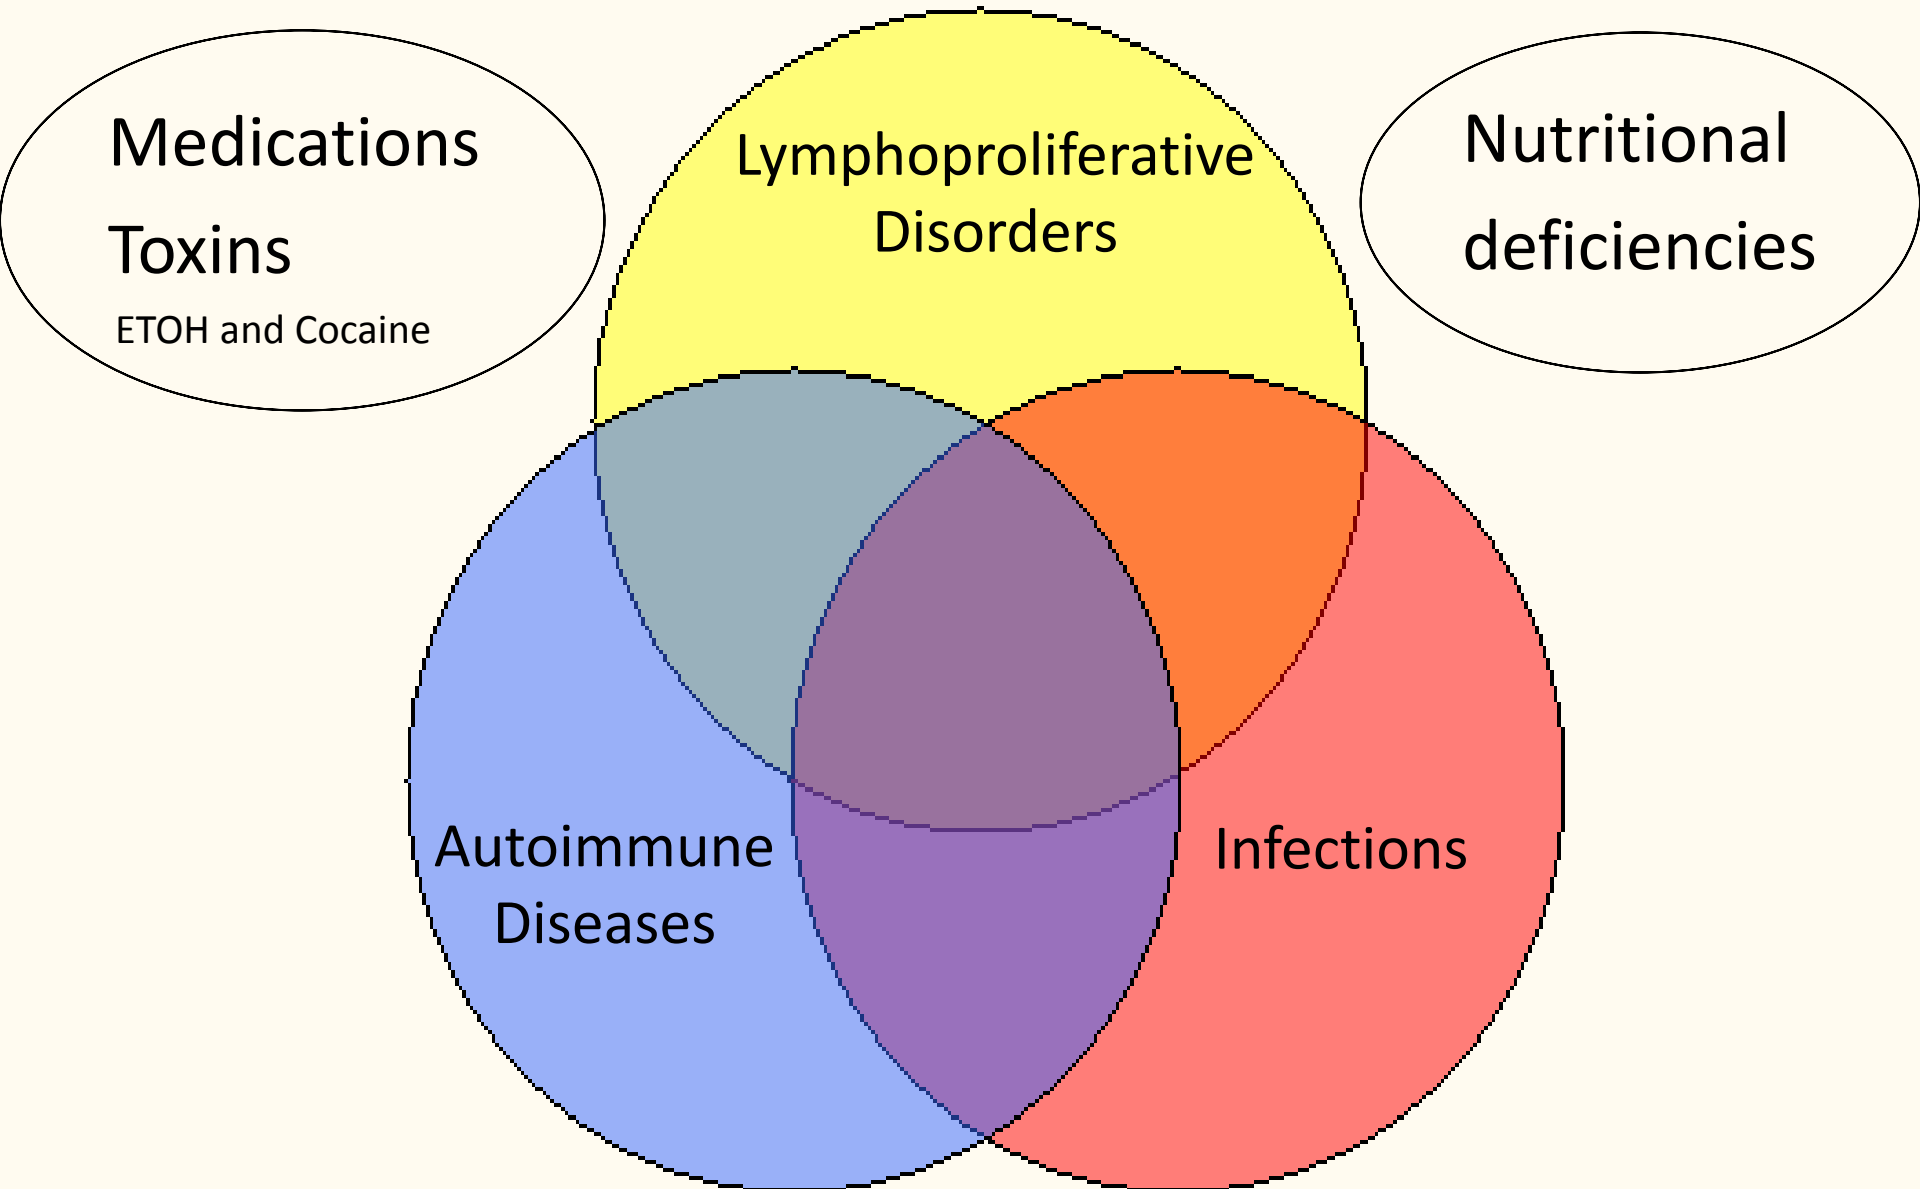 Medications
Toxins
ETOH and Cocaine
Lymphoproliferative
Disorders
Nutritional
deficiencies
Autoimmune
Diseases
Infections